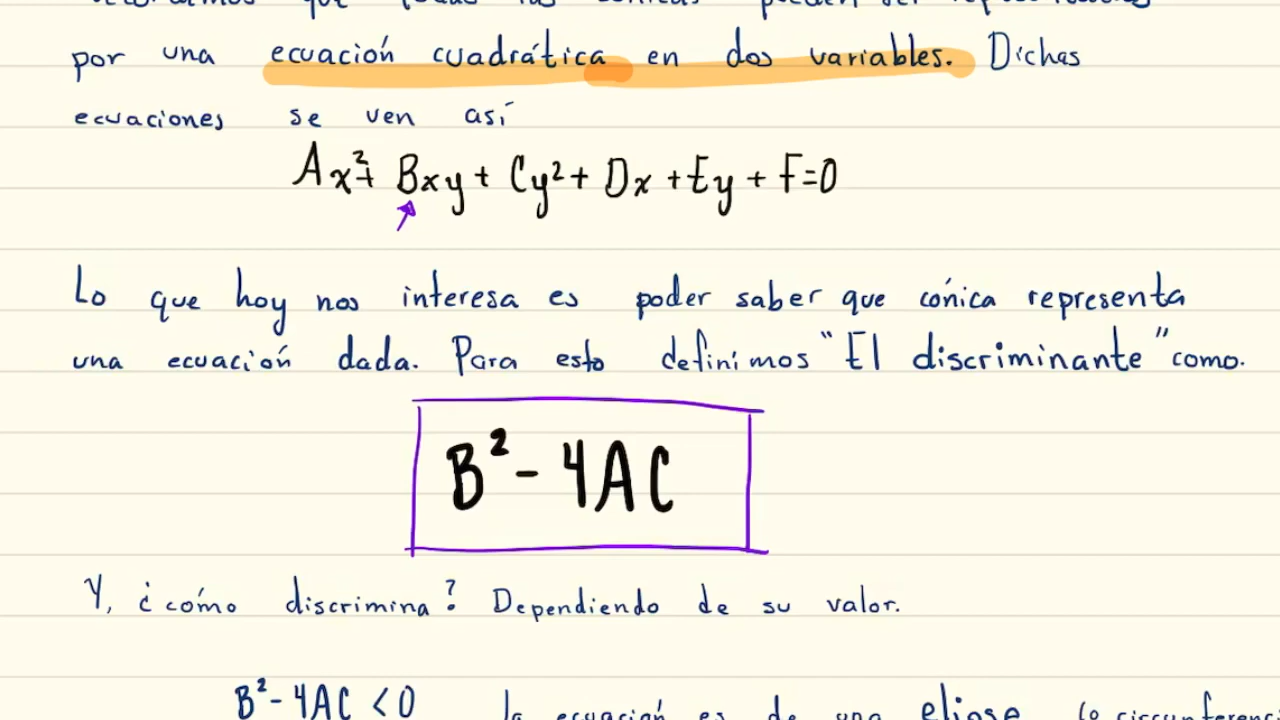 que
por una ecuación cuadrática en dos variables. Dichas
ecuaciones se ven así
Ax²+ Bxy + Cy² + Dx + Ey + F=0
Lo que hoy nos interesa es poder saber que cónica representa
una ecuación dada. Para esto definimos "El discriminante" como.
B² - 4AC
Y, ¿cómo discrimina? Dependiendo de su valor.
B² - 4AC < 0 la ecuación es de una elipse